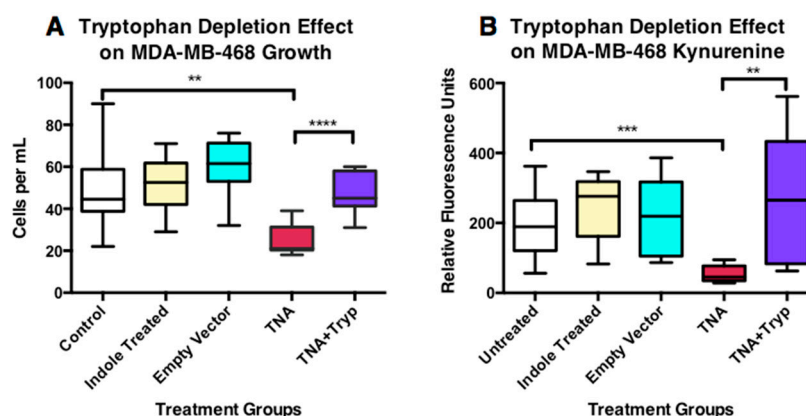 A Tryptophan Depletion Effect
on MDA-MB-468 Growth
**
****
100
80
60
40
20
0
Cells per mL
Control
Indole Treated
Empty Vector
TNA
TNA+Tryp
Treatment Groups
B Tryptophan Depletion Effect
on MDA-MB-468 Kynurenine
**
***
600
400
200
0
Relative Fluorescence Units
Untreated
Indole Treated
Empty Vector
TNA
TNA+Tryp
Treatment Groups